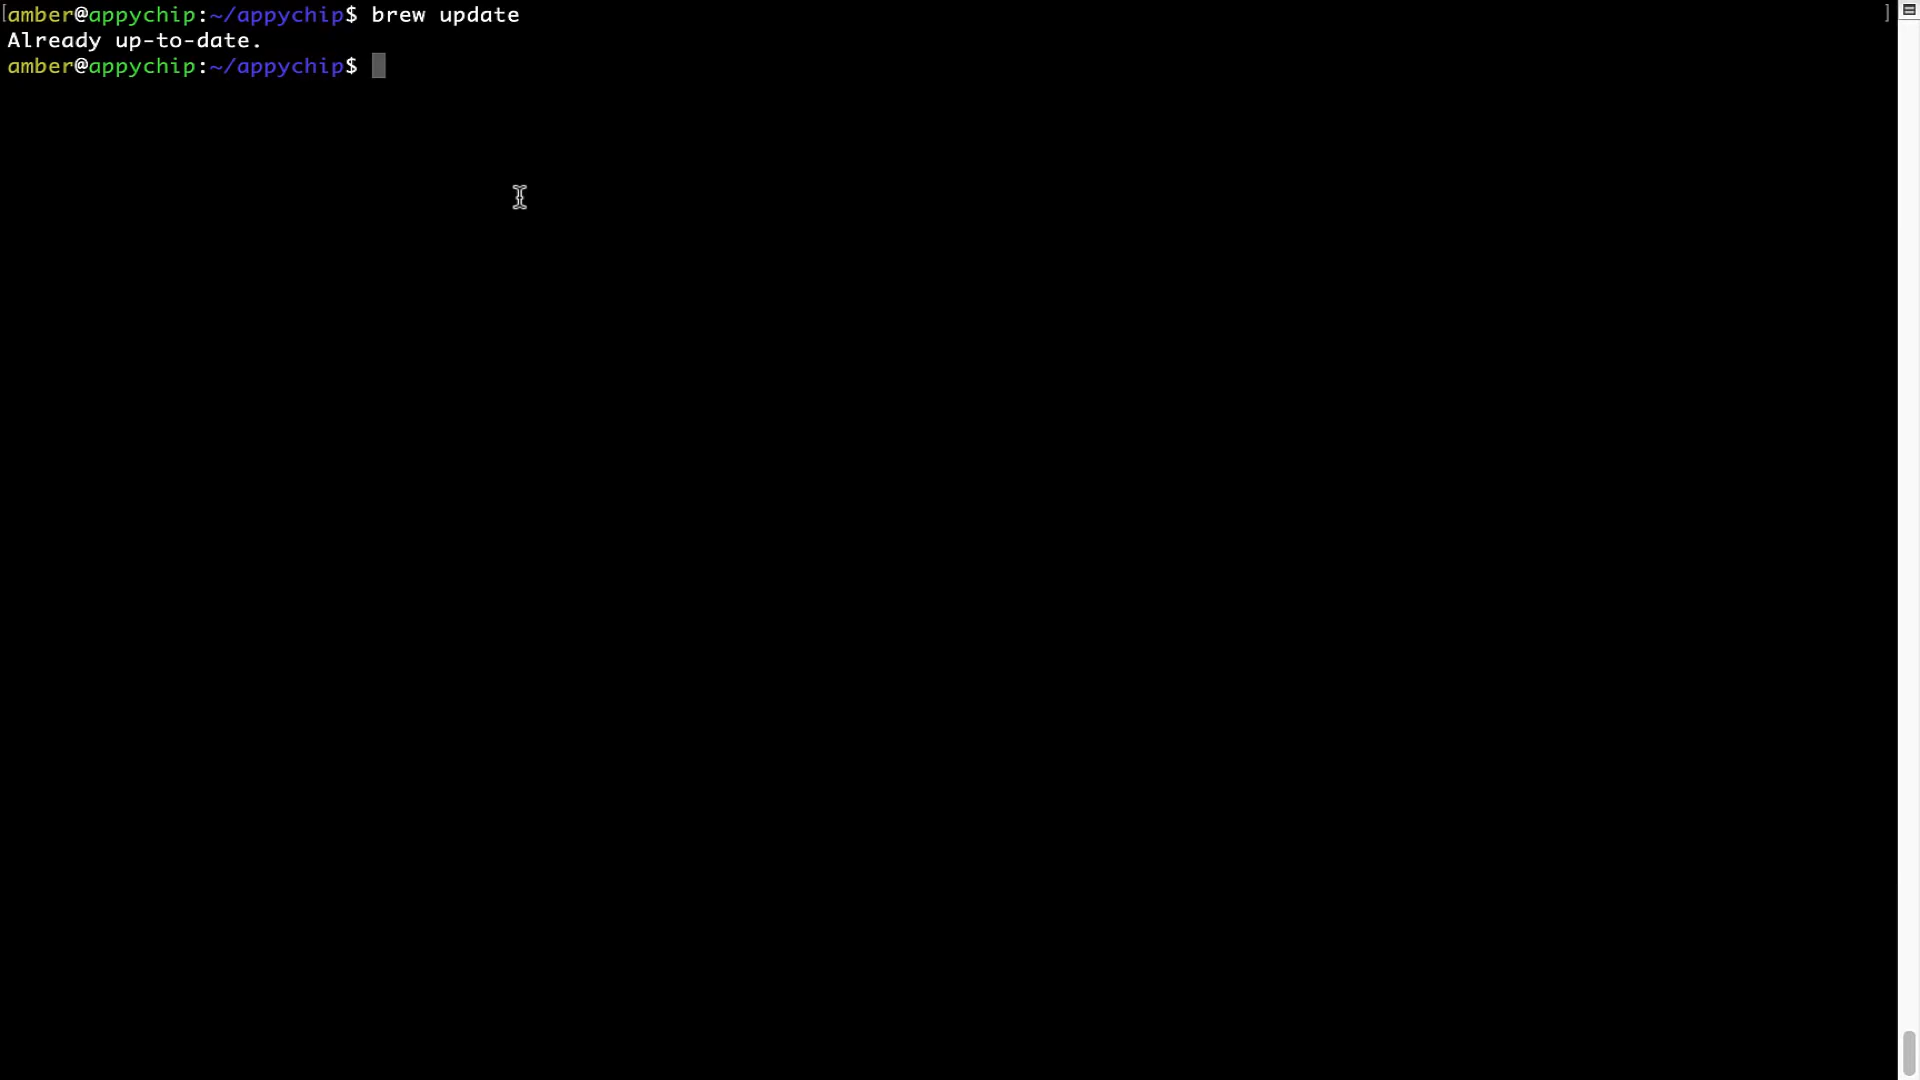 [amber@appychip:~/appychip$ brew update ]
Already up-to-date.
amber@appychip:~/appychip$